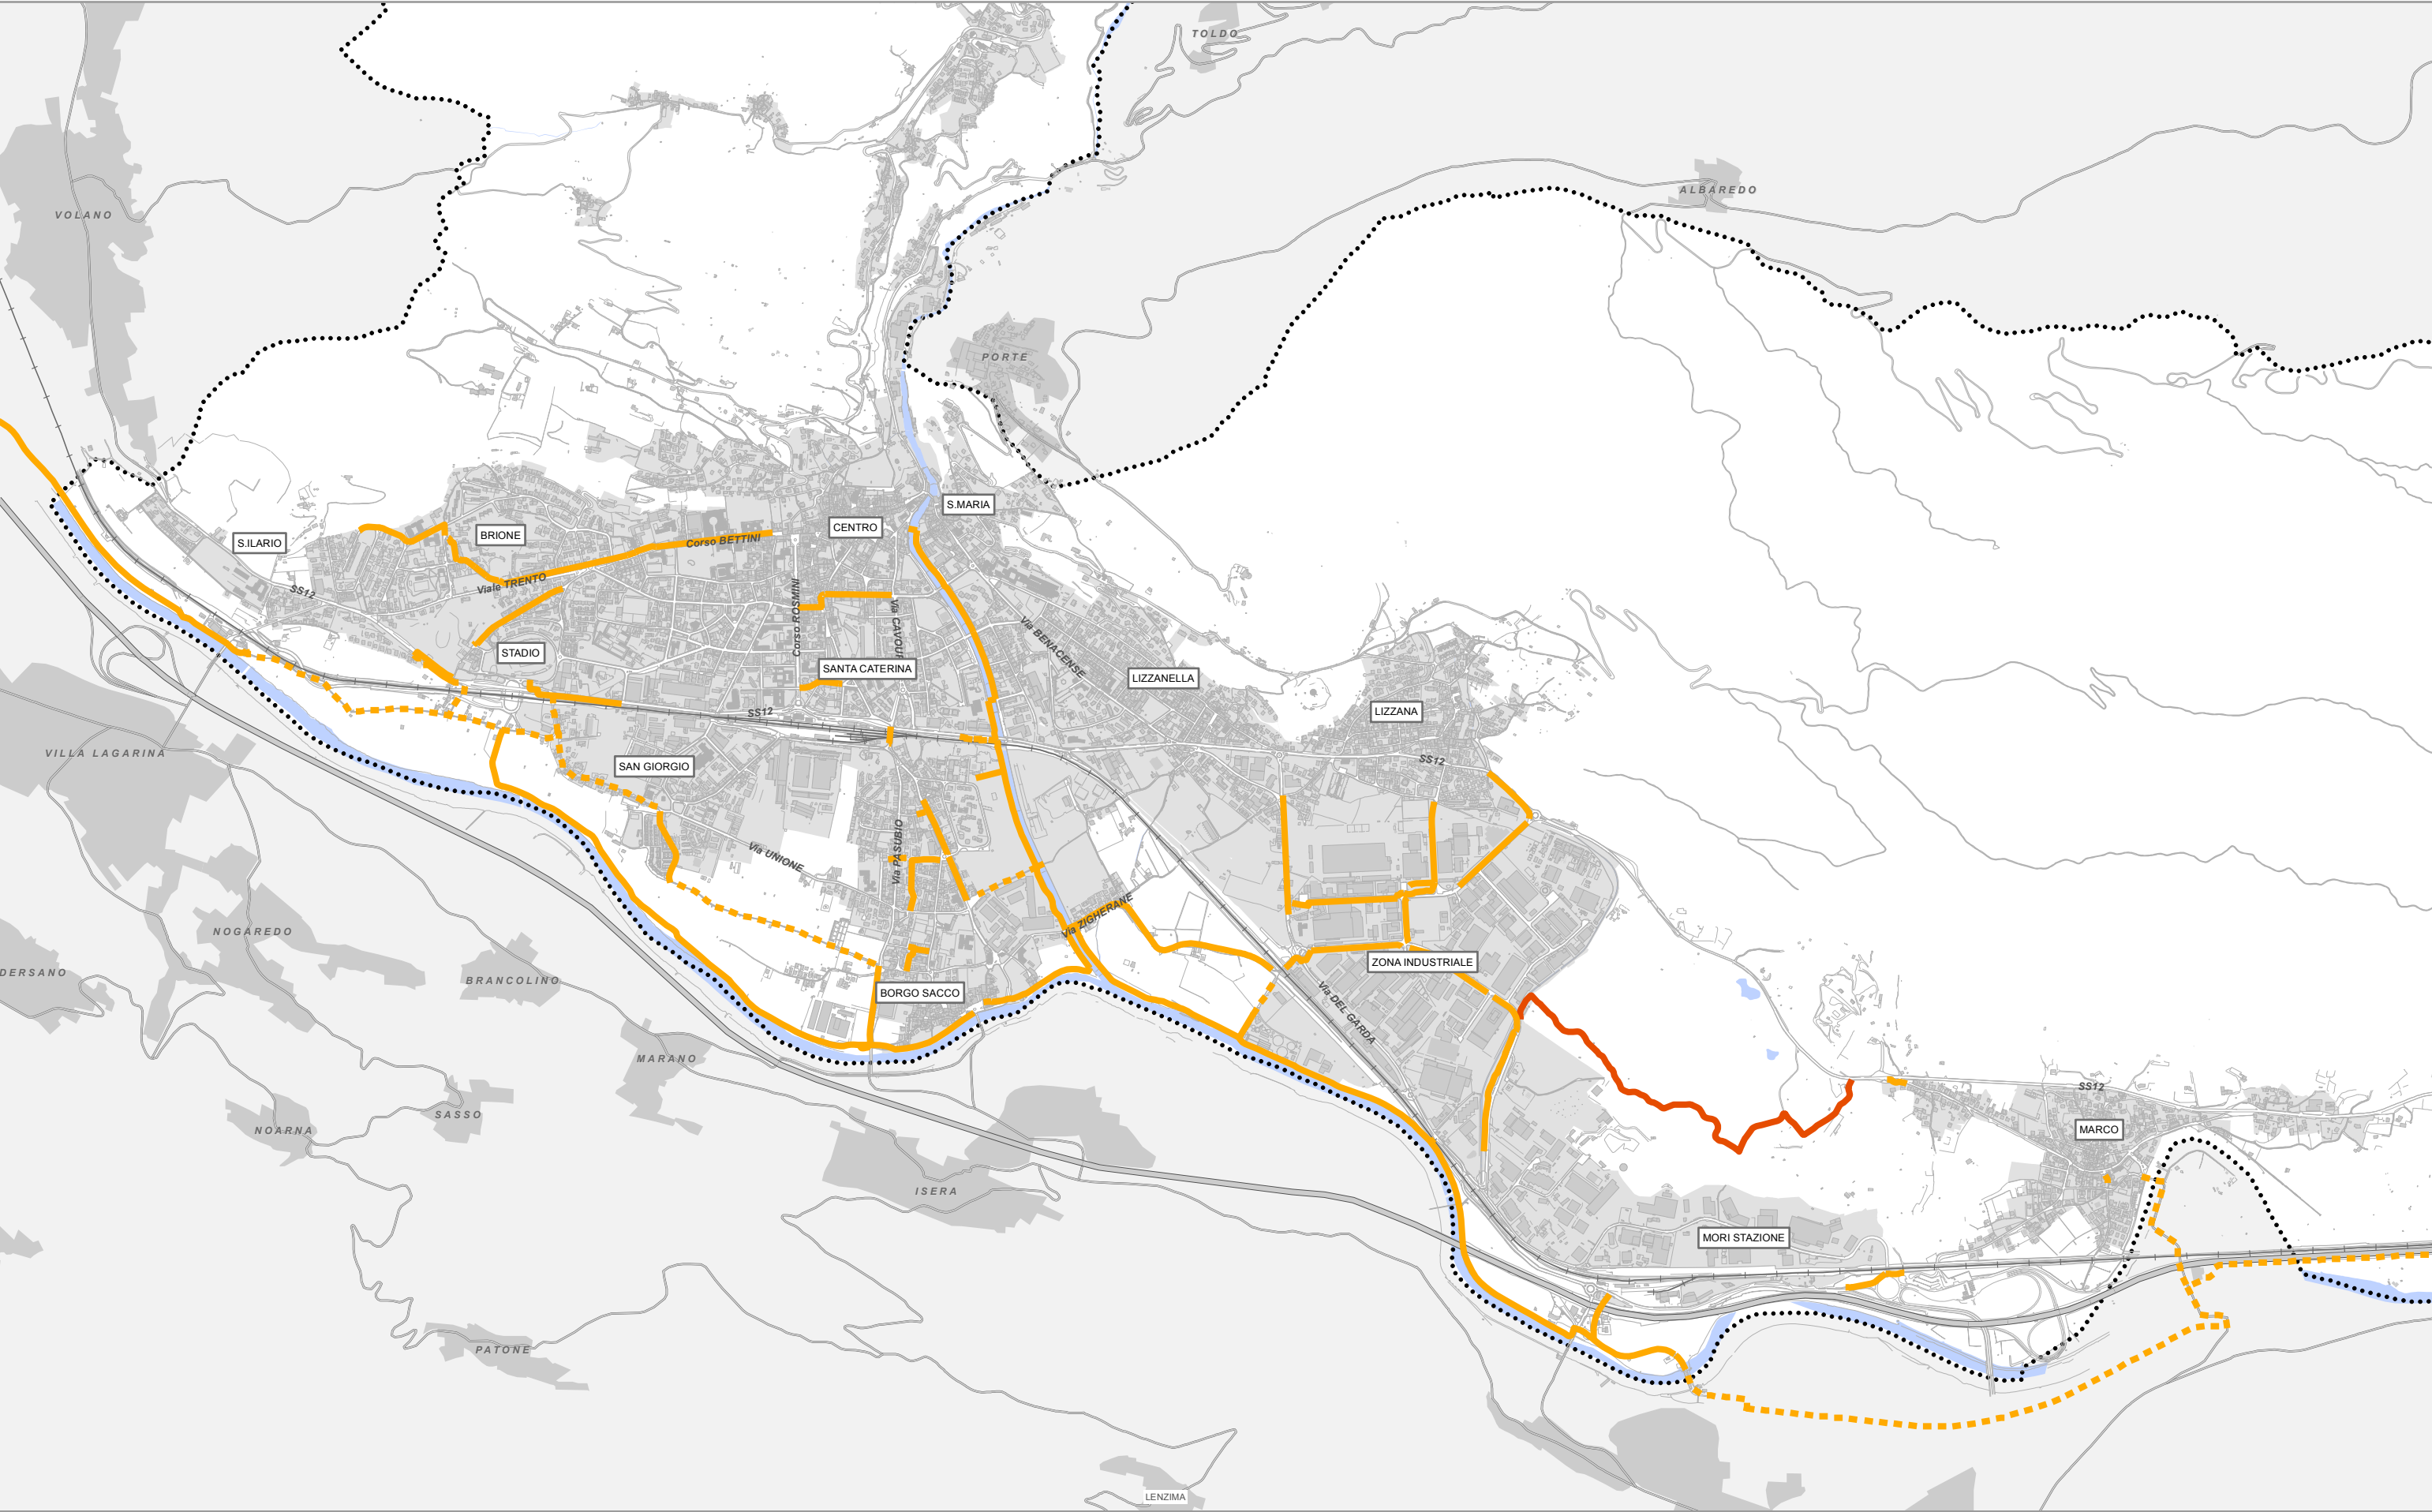 TOLDO
ALBAREDO
VOLANO
PORTE
S.MARIA
CENTRO
BRIONE
S.ILARIO
Corso BETTINI
Viale TRENTO
SS12
Corso ROSMINI
Via CAVOUR
Via BENACENSE
STADIO
SANTA CATERINA
LIZZANELLA
LIZZANA
SS12
SS12
VILLA LAGARINA
SAN GIORGIO
Via UNIONE
Via PASUBIO
Via ZIGHERANE
NOGAREDO
DERSANO
BRANCOLINO
ZONA INDUSTRIALE
BORGO SACCO
Via DEL GARDA
MARANO
SS12
SASSO
NOARNA
MARCO
ISERA
MORI STAZIONE
PATONE
LENZIMA